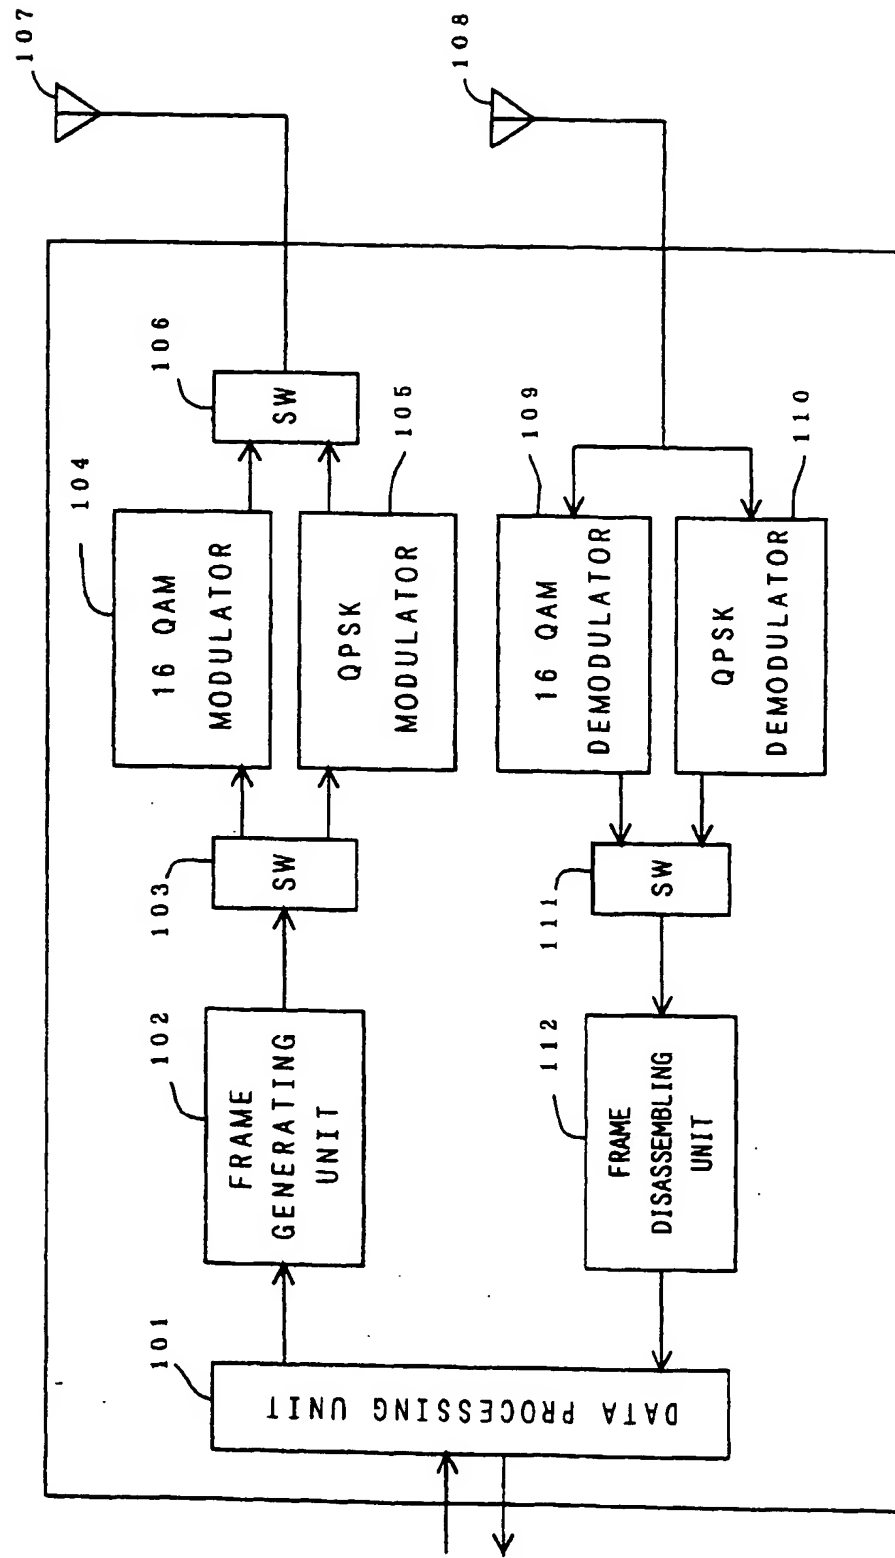 107
108
106
SW
104
16 QAM
MODULATOR
105
QPSK
MODULATOR
109
16 QAM
DEMODULATOR
110
QPSK
DEMODULATOR
103
SW
111
SW
102
FRAME
GENERATING
UNIT
112
FRAME
DISASSEMBLING
UNIT
101
DATA PROCESSING UNIT